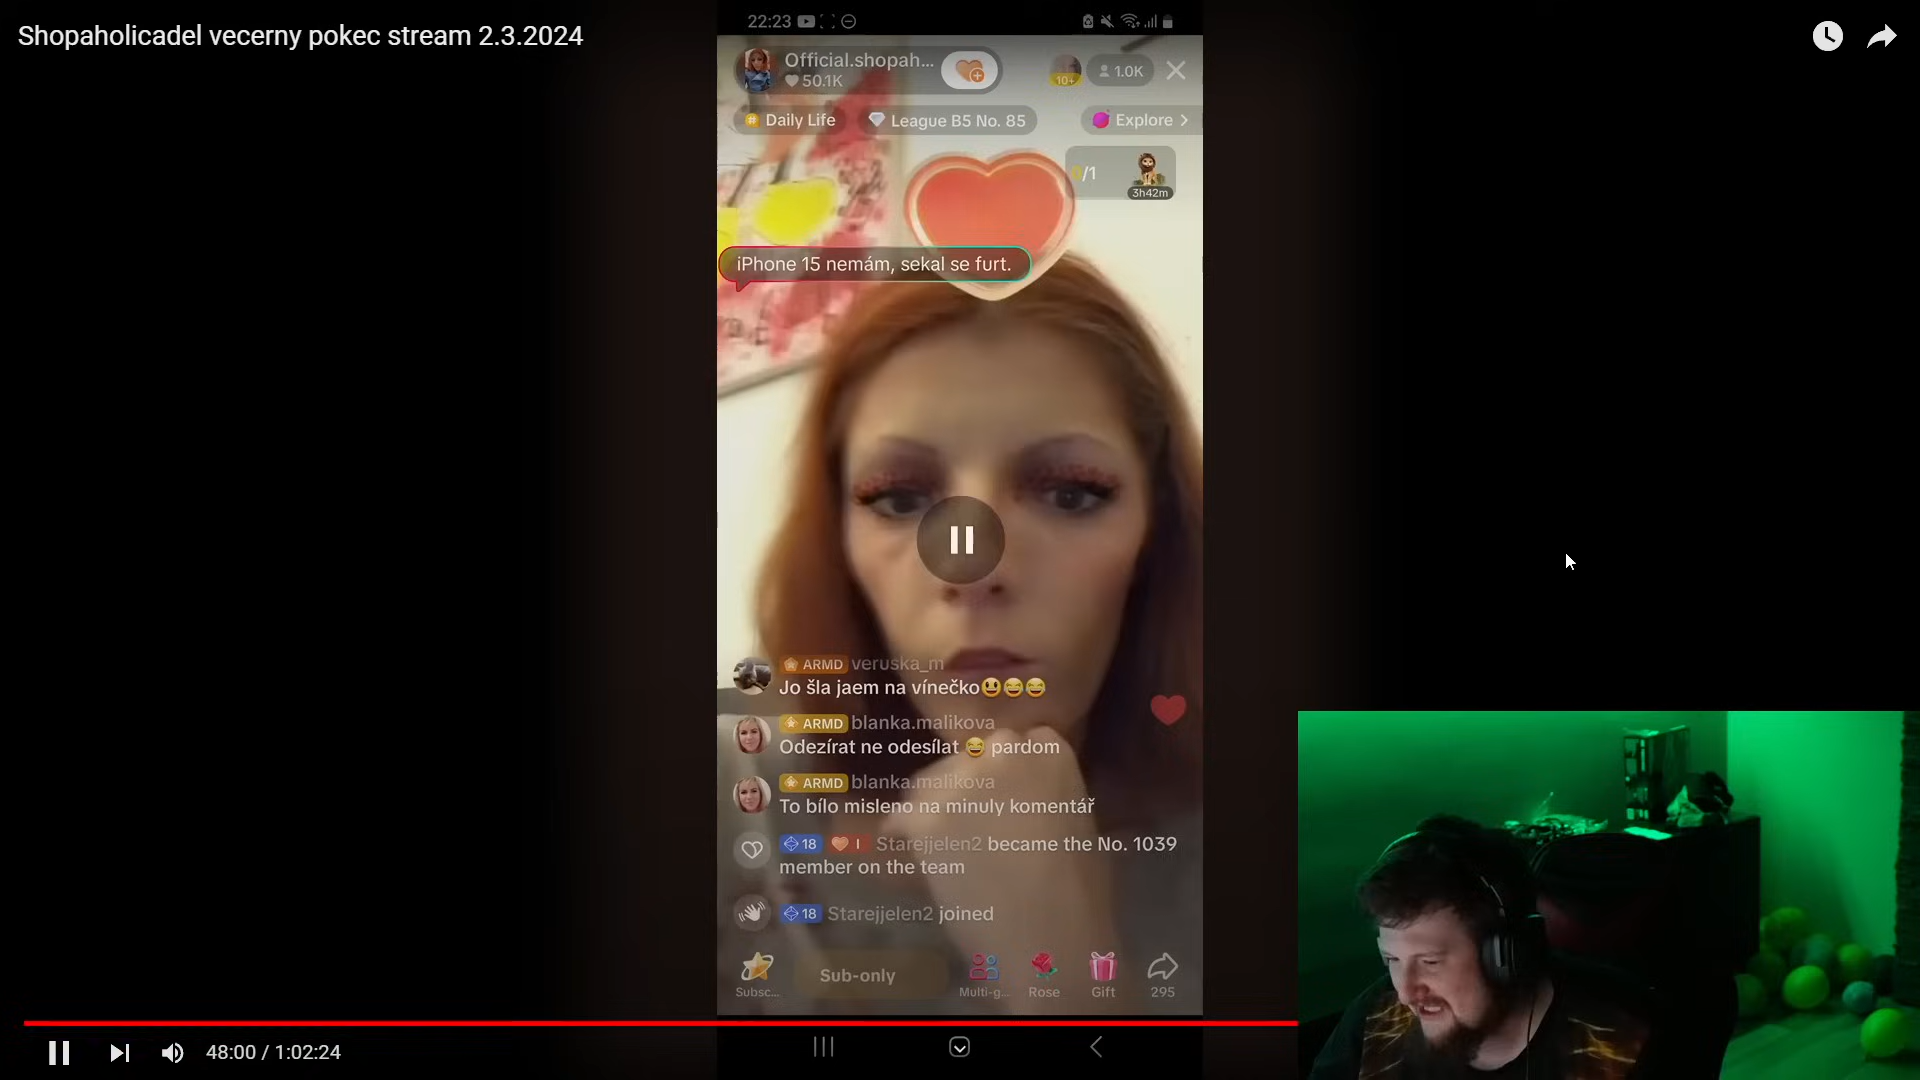 Shopaholicadel vecerny pokec stream 2.3.2024
22:23
Official.shopah...
50.1K
10+
1.0K
Daily Life
League B5 No. 85
Explore >
0/1
3h42m
iPhone 15 nemám, sekal se furt.
ARMD veruska_m
Jo šla jaem na vínečko😃😂😂
ARMD blanka.malikova
Odezírat ne odesílat 😂 pardom
ARMD blanka.malikova
To bílo misleno na minuly komentář
18 I Starejjelen2 became the No. 1039
member on the team
18 Starejjelen2 joined
Sub-only
Subsc...
Multi-g...
Rose
Gift
295
48:00 / 1:02:24